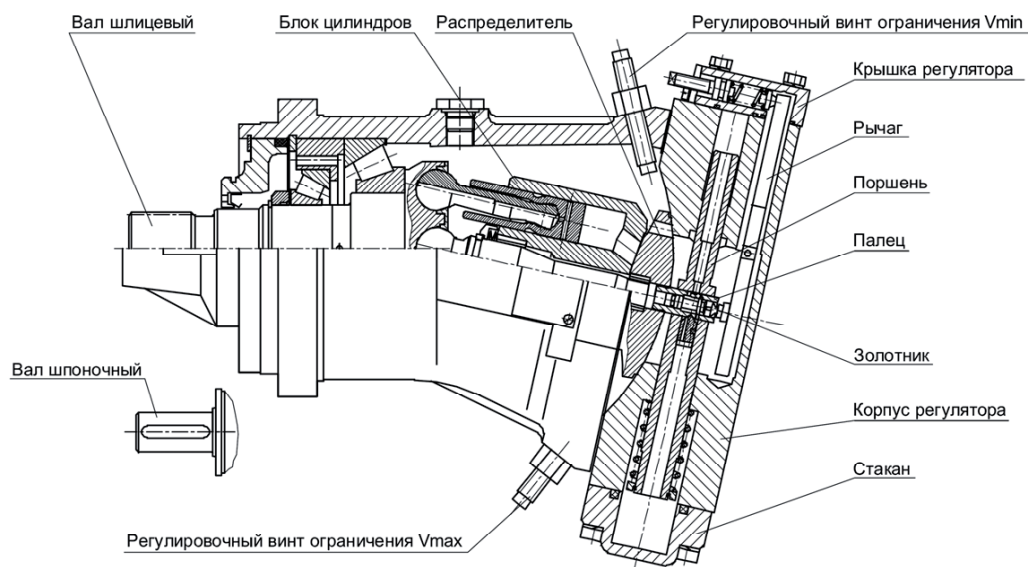 Вал шлицевый
Блок цилиндров
Распределитель
Регулировочный винт ограничения Vmin
Крышка регулятора
Рычаг
Поршень
Палец
Золотник
Вал шпоночный
Корпус регулятора
Стакан
Регулировочный винт ограничения Vmax